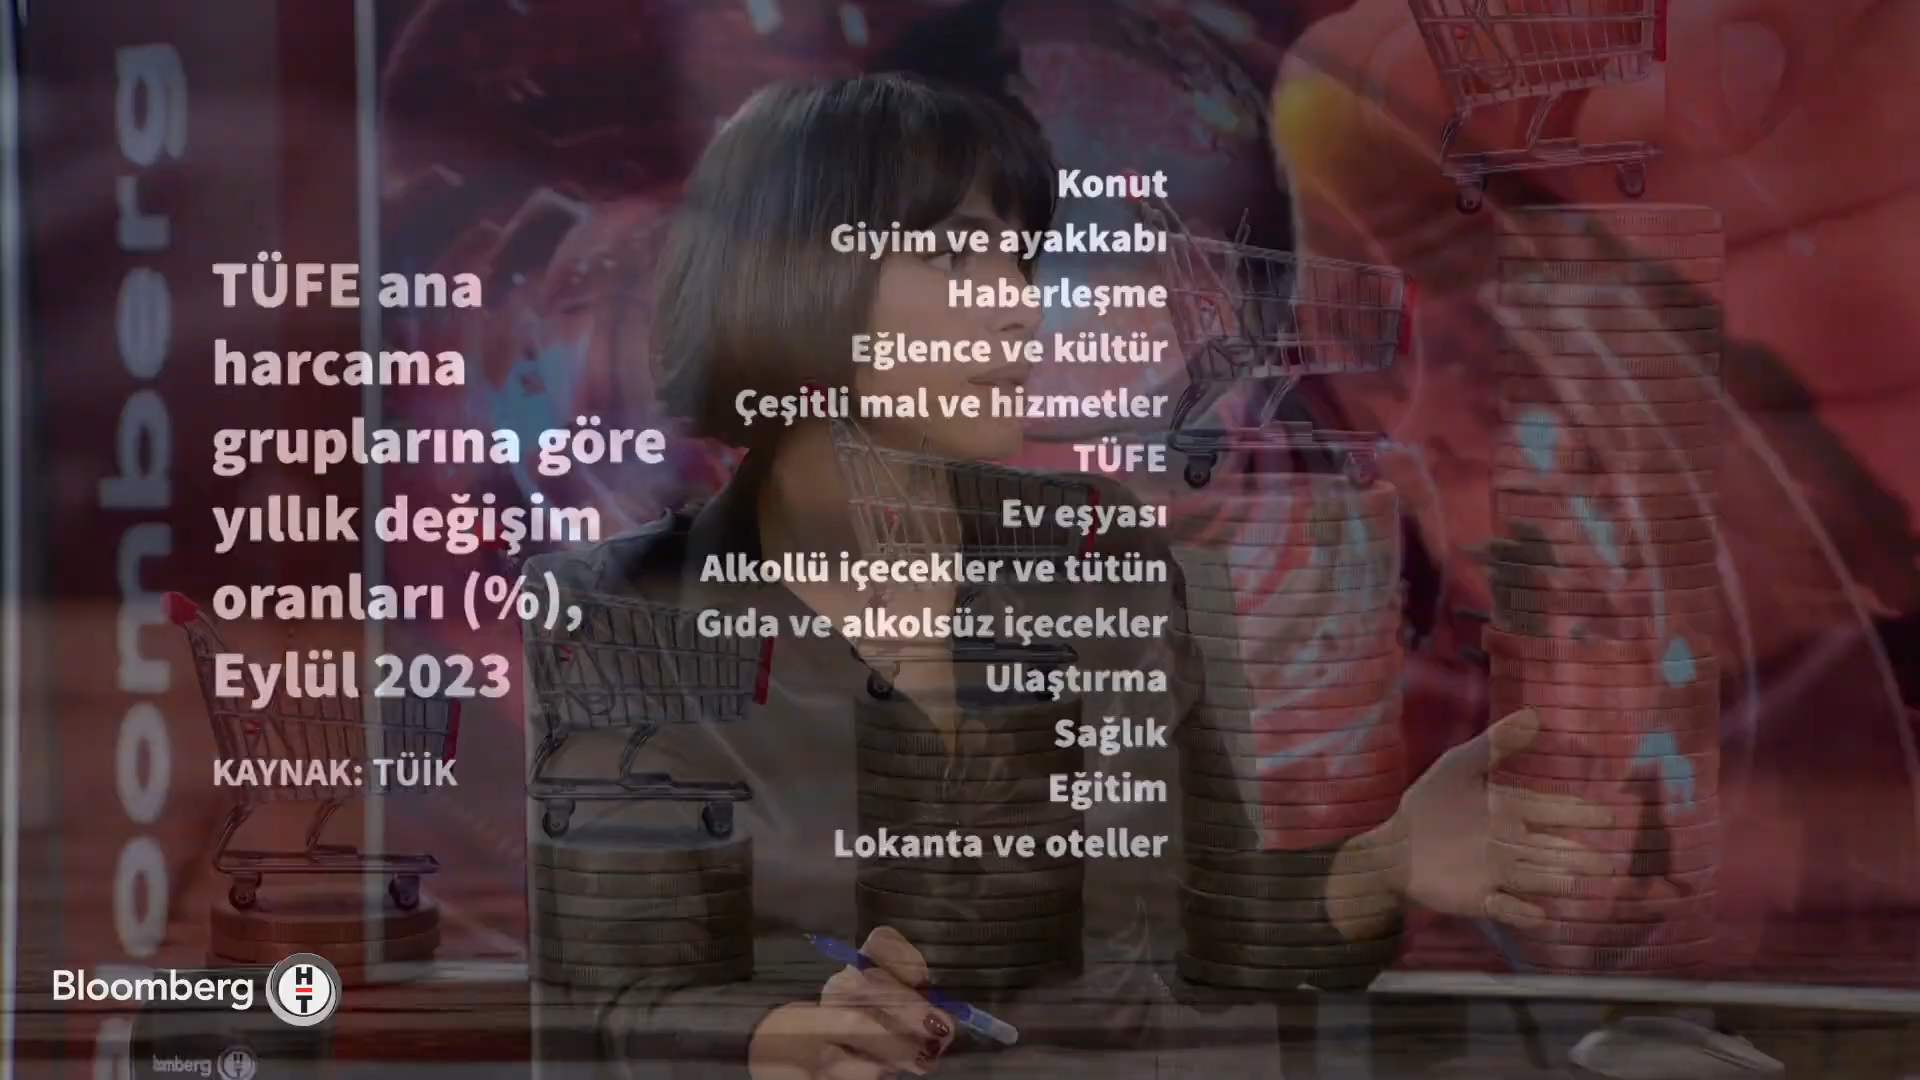 TÜFE ana
harcama
gruplarına göre
yıllık değişim
oranları (%),
Eylül 2023
KAYNAK: TÜİK
Konut
Giyim ve ayakkabı
Haberleşme
Eğlence ve kültür
Çeşitli mal ve hizmetler
TÜFE
Ev eşyası
Alkollü içecekler ve tütün
Gıda ve alkolsüz içecekler
Ulaştırma
Sağlık
Eğitim
Lokanta ve oteller
Bloomberg HT